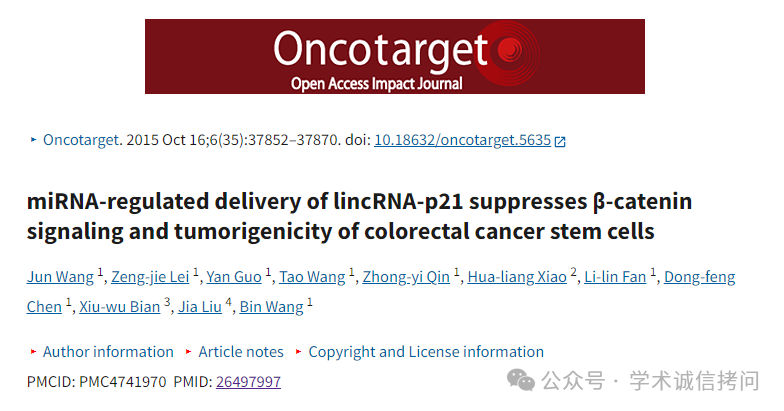 Oncotarget
Open Access Impact Journal
▸ Oncotarget. 2015 Oct 16;6(35):37852–37870. doi: 10.18632/oncotarget.5635
miRNA-regulated delivery of lincRNA-p21 suppresses β-catenin
signaling and tumorigenicity of colorectal cancer stem cells
Jun Wang 1, Zeng-jie Lei 1, Yan Guo 1, Tao Wang 1, Zhong-yi Qin 1, Hua-liang Xiao 2, Li-lin Fan 1, Dong-feng
Chen 1, Xiu-wu Bian 3, Jia Liu 4, Bin Wang 1
▸ Author information ▸ Article notes ▸ Copyright and License information
PMCID: PMC4741970 PMID: 26497997
公众号 · 学术诚信拷问